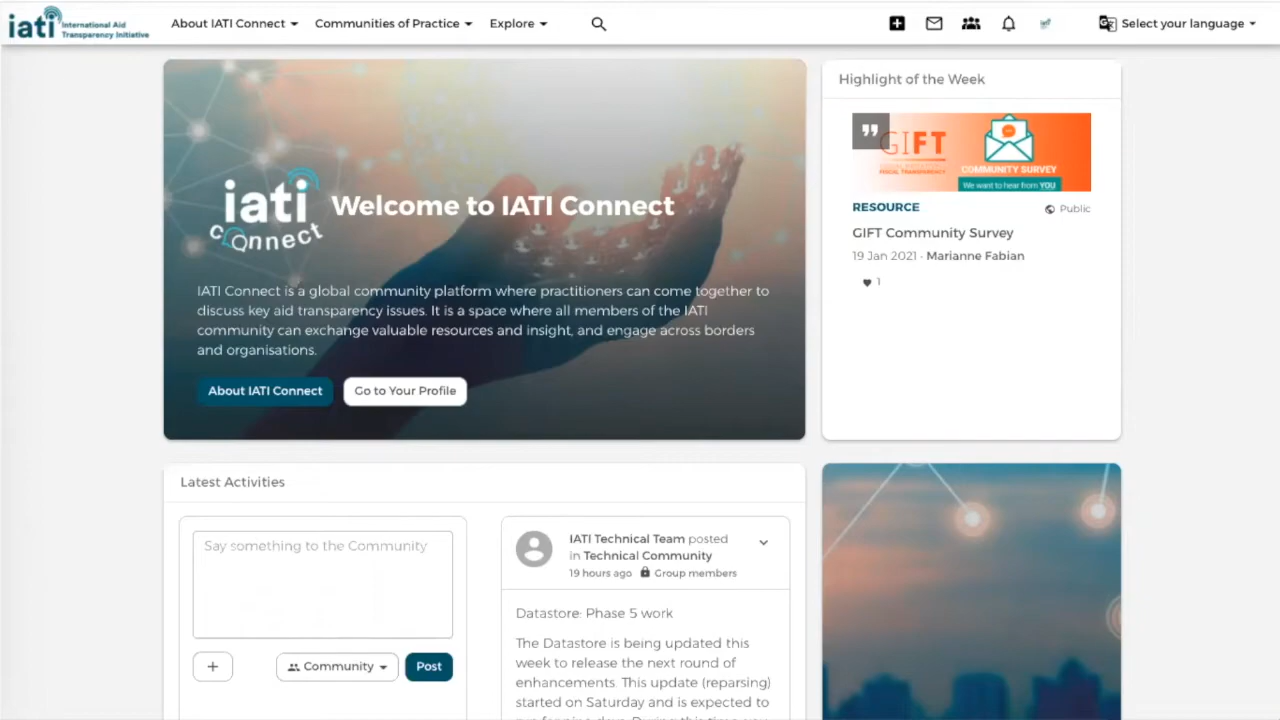 iati International Aid
Transparency Initiative
About IATI Connect
Communities of Practice
Explore
Select your language
iati
connect
Welcome to IATI Connect
IATI Connect is a global community platform where practitioners can come together to
discuss key aid transparency issues. It is a space where all members of the IATI
community can exchange valuable resources and insight, and engage across borders
and organisations.
About IATI Connect
Go to Your Profile
Highlight of the Week
GIFT
FISCAL TRANSPARENCY
COMMUNITY SURVEY
We want to hear from YOU
RESOURCE
Public
GIFT Community Survey
19 Jan 2021 · Marianne Fabian
1
Latest Activities
Say something to the Community
Community
Post
IATI Technical Team posted
in Technical Community
19 hours ago Group members
Datastore: Phase 5 work
The Datastore is being updated this
week to release the next round of
enhancements. This update (reparsing)
started on Saturday and is expected to